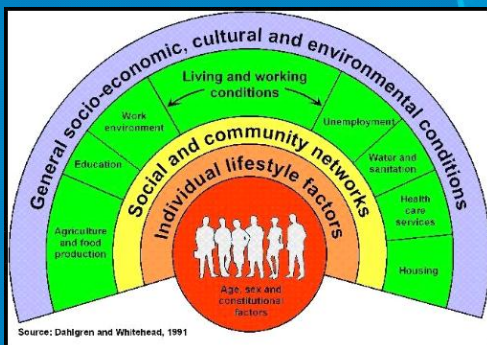 General socio-economic, cultural and environmental conditions
Living and working
conditions
Work
environment
Unemployment
Education
Water and
sanitation
Agriculture
and food
production
Health
care
services
Housing
Social and community networks
Individual lifestyle factors
Age, sex and
constitutional
factors
Source: Dahlgren and Whitehead, 1991